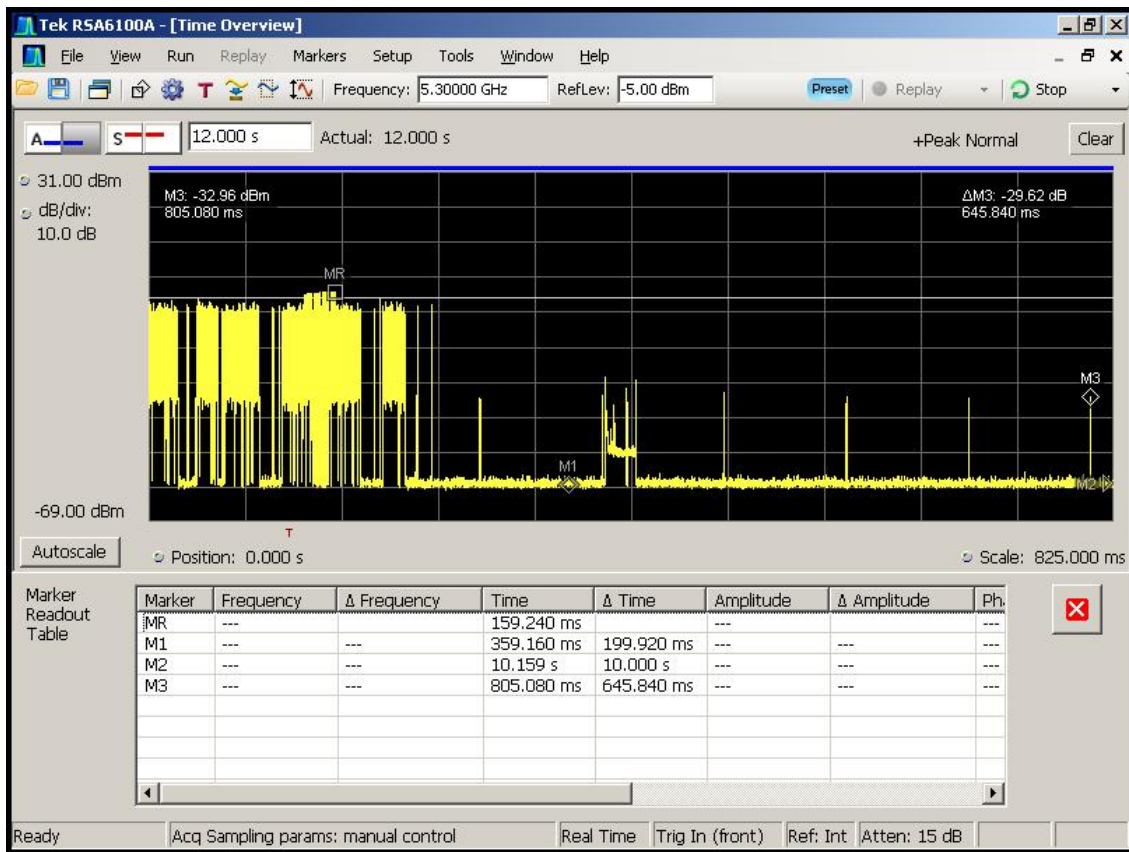 Tek RSA6100A - [Time Overview]
File View Run Replay Markers Setup Tools Window Help
Frequency: 5.30000 GHz RefLev: -5.00 dBm Preset Replay Stop
A S 12.000 s Actual: 12.000 s +Peak Normal Clear
31.00 dBm
dB/div:
10.0 dB
M3: -32.96 dBm
805.080 ms
ΔM3: -29.62 dB
645.840 ms
MR
M3
M1
M2
-69.00 dBm
T
Autoscale Position: 0.000 s Scale: 825.000 ms
Marker
Readout
Table
Marker Frequency Δ Frequency Time Δ Time Amplitude Δ Amplitude Ph
MR --- 159.240 ms --- ---
M1 --- --- 359.160 ms 199.920 ms --- --- ---
M2 --- --- 10.159 s 10.000 s --- --- ---
M3 --- --- 805.080 ms 645.840 ms --- --- ---
Ready Acq Sampling params: manual control Real Time Trig In (front) Ref: Int Atten: 15 dB